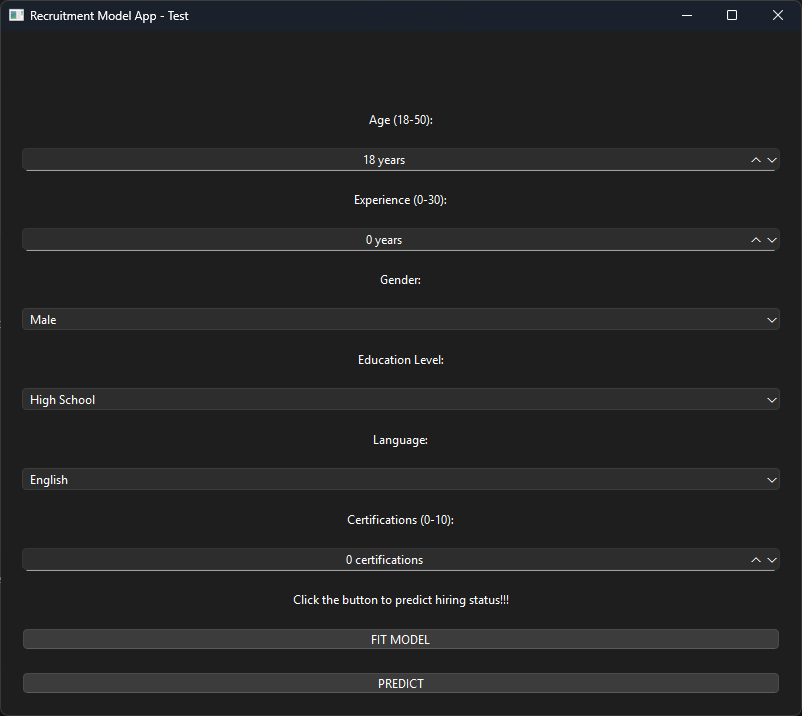 Recruitment Model App - Test
Age (18-50):
18 years
Experience (0-30):
0 years
Gender:
Male
Education Level:
High School
Language:
English
Certifications (0-10):
0 certifications
Click the button to predict hiring status!!!
FIT MODEL
PREDICT